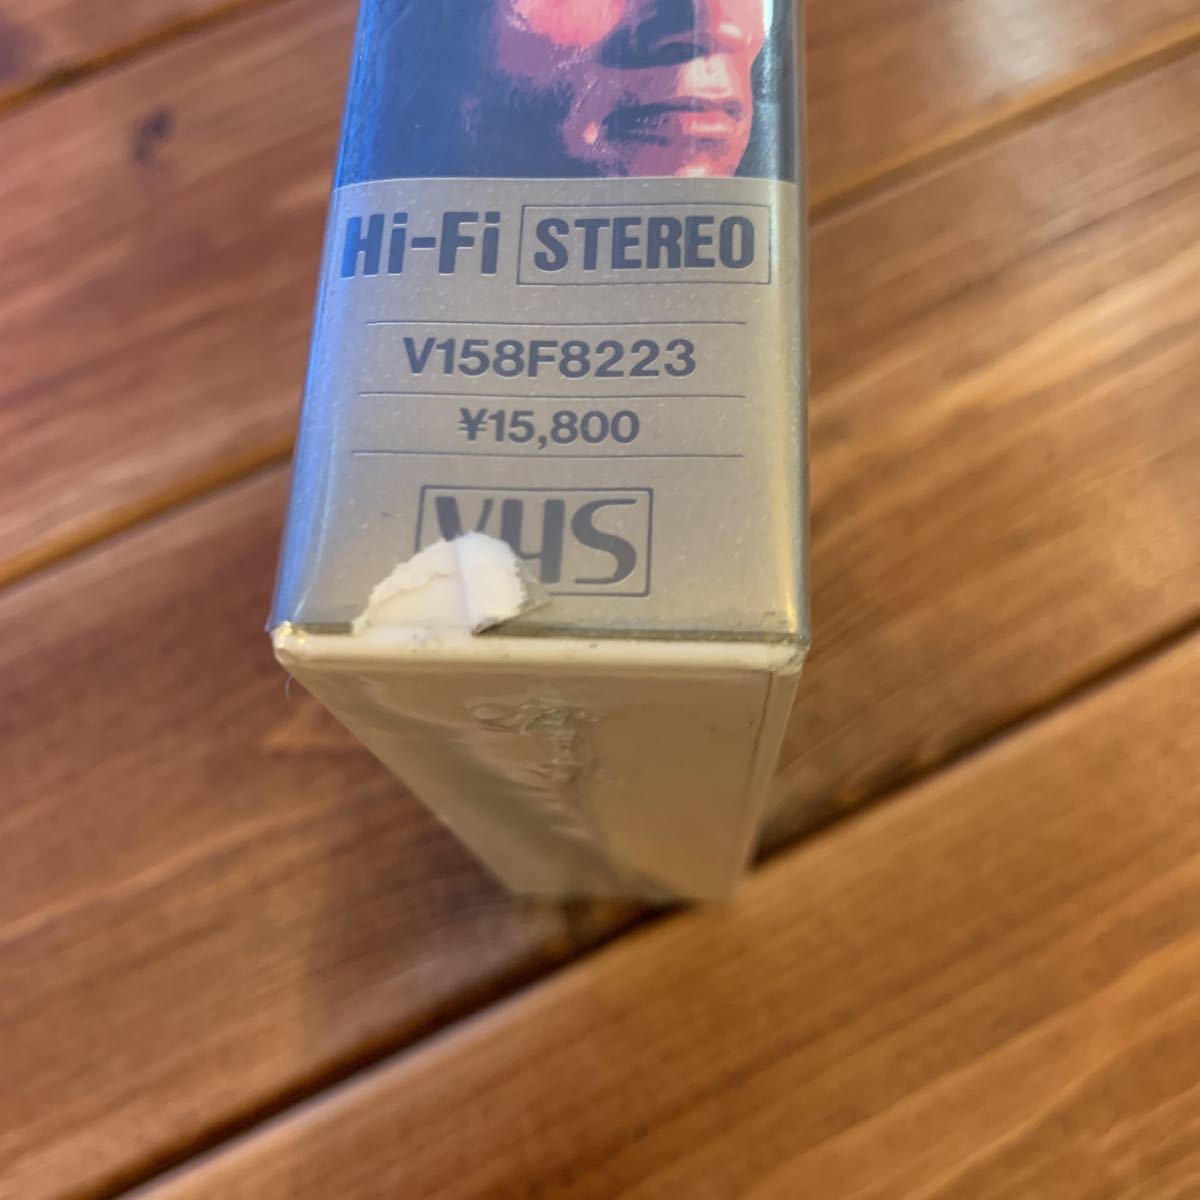 Hi-Fi STEREO
V158F8223
¥15,800
VHS